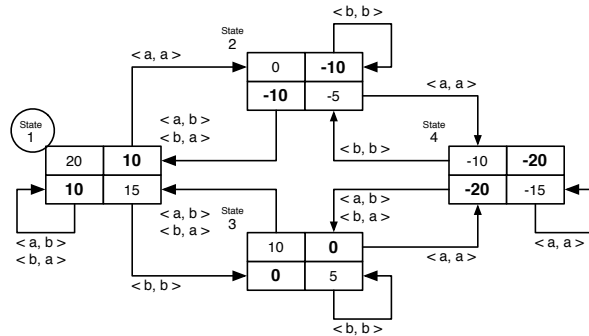 < b, b >
State
2
< a, a >
0 -10
-10 -5
< a, a >
< a, b >
< b, a >
State
1
< b, b >
State
4
20 10
10 15
-10 -20
-20 -15
< a, b >
< b, a >
State
3
< a, b >
< b, a >
< a, b >
< b, a >
10 0
0 5
< a, a >
< a, a >
< b, b >
< b, b >